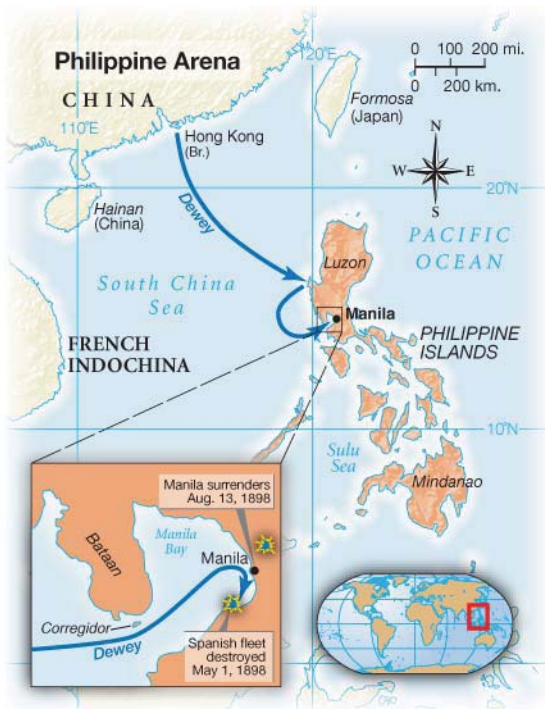 Philippine Arena
CHINA
110°E
120°E
0 100 200 mi.
0 200 km.
Formosa
(Japan)
Hong Kong
(Br.)
N
W
E
S
20°N
Hainan
(China)
Dewey
PACIFIC
OCEAN
Luzon
South China
Sea
Manila
FRENCH
INDOCHINA
PHILIPPINE
ISLANDS
10°N
Sulu
Sea
Mindanao
Manila surrenders
Aug. 13, 1898
Bataan
Manila
Bay
Manila
Corregidor
Dewey
Spanish fleet
destroyed
May 1, 1898